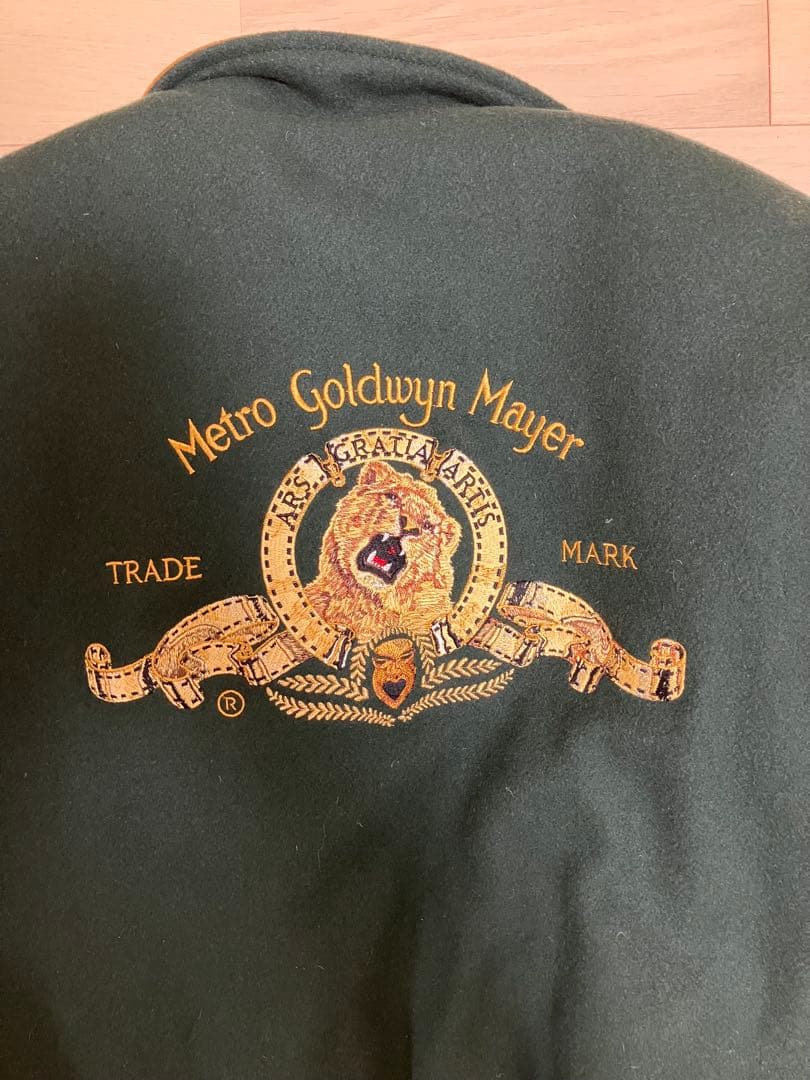 Metro Goldwyn Mayer
ARS GRATIA ARTIS
TRADE MARK
®